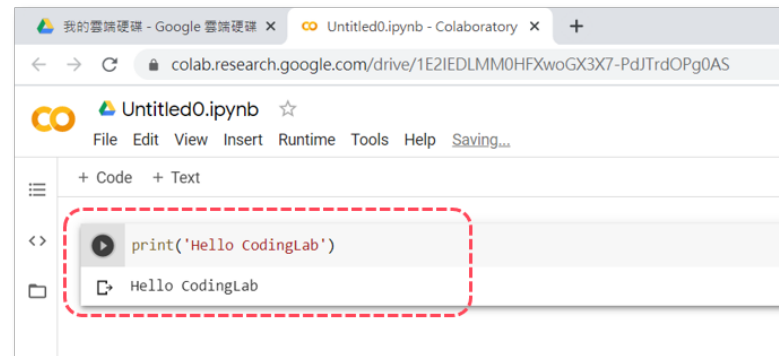 我的雲端硬碟 - Google 雲端硬碟
Untitled0.ipynb - Colaboratory
colab.research.google.com/drive/1E2IEDLMM0HFXwoGX3X7-PdJTrdOPg0AS
Untitled0.ipynb
File Edit View Insert Runtime Tools Help Saving...
+ Code + Text
print('Hello CodingLab')
Hello CodingLab